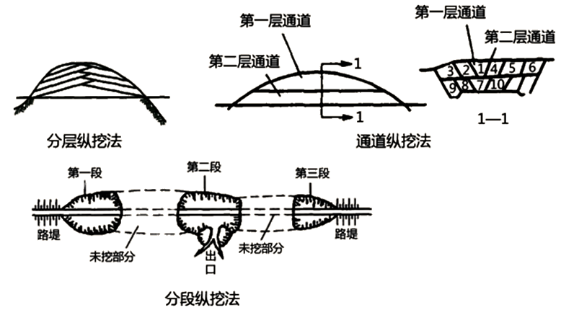 第一层通道
第二层通道
1
1
分层纵挖法
通道纵挖法
第一层通道
第二层通道
3 2 1 4 5 6
9 8 7 10
1—1
第一段
第二段
第三段
路堤
未挖部分
出口
未挖部分
路堤
分段纵挖法